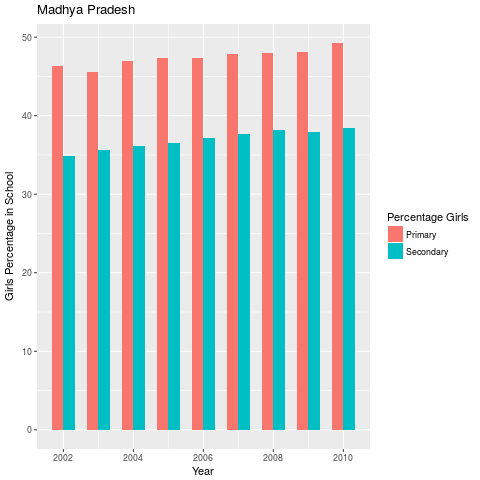 Madhya Pradesh
Girls Percentage in School
50
40
30
20
10
0
2002 2004 2006 2008 2010
Year
Percentage Girls
Primary
Secondary